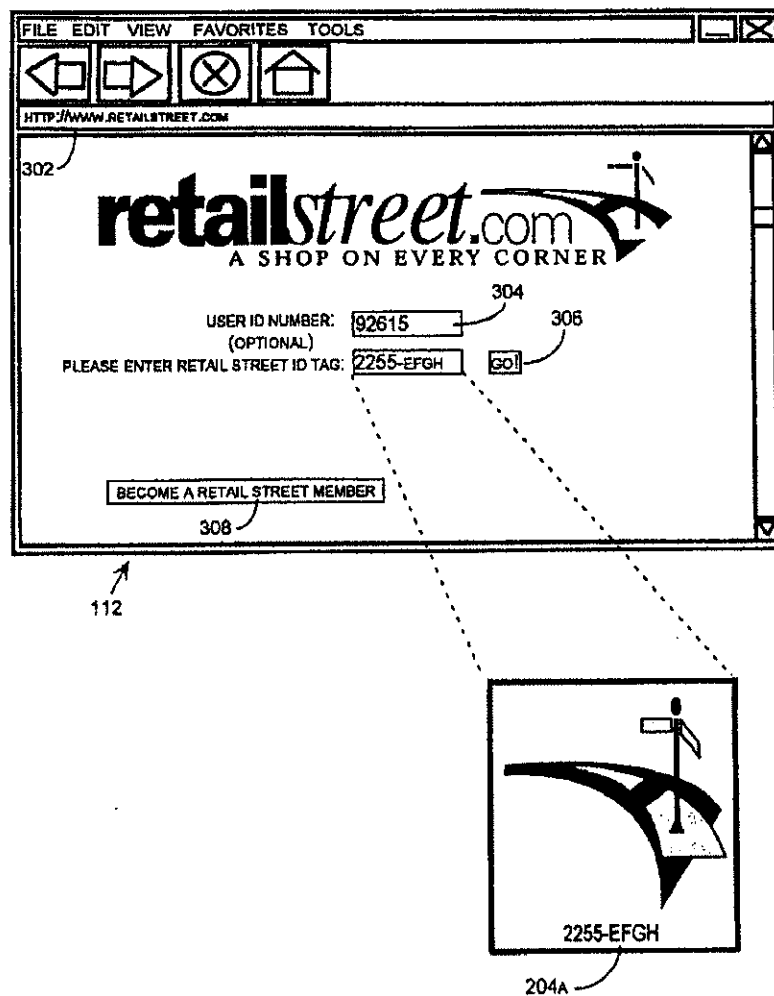 FILE EDIT VIEW FAVORITES TOOLS
HTTP://WWW.RETAILSTREET.COM
302
retailstreet.com
A SHOP ON EVERY CORNER
304
USER ID NUMBER: 92615
306
(OPTIONAL)
PLEASE ENTER RETAIL STREET ID TAG: 2255-EFGH GO!
BECOME A RETAIL STREET MEMBER
308
112
2255-EFGH
204A